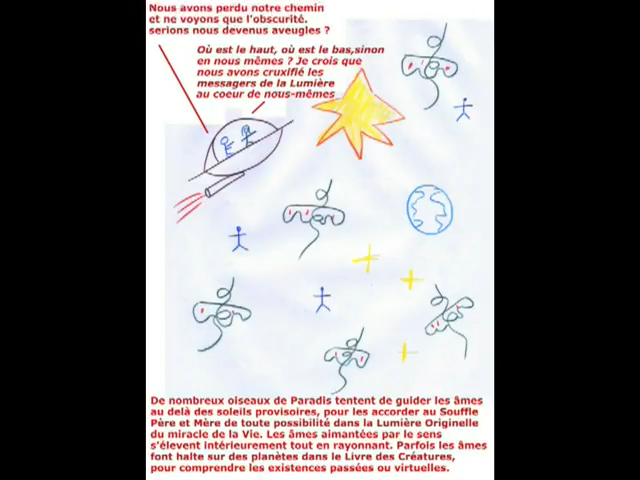 Nous avons perdu notre chemin
et ne voyons que l'obscurité.
serions nous devenus aveugles ?
Où est le haut, où est le bas,sinon
en nous mêmes ? Je crois que
nous avons cruxifié les
messagers de la Lumière
au coeur de nous-mêmes
De nombreux oiseaux de Paradis tentent de guider les âmes
au delà des soleils provisoires, pour les accorder au Souffle
Père et Mère de toute possibilité dans la Lumière Originelle
du miracle de la Vie. Les âmes aimantées par le sens
s'élevent intérieurement tout en rayonnant. Parfois les âmes
font halte sur des planètes dans le Livre des Créatures,
pour comprendre les existences passées ou virtuelles.